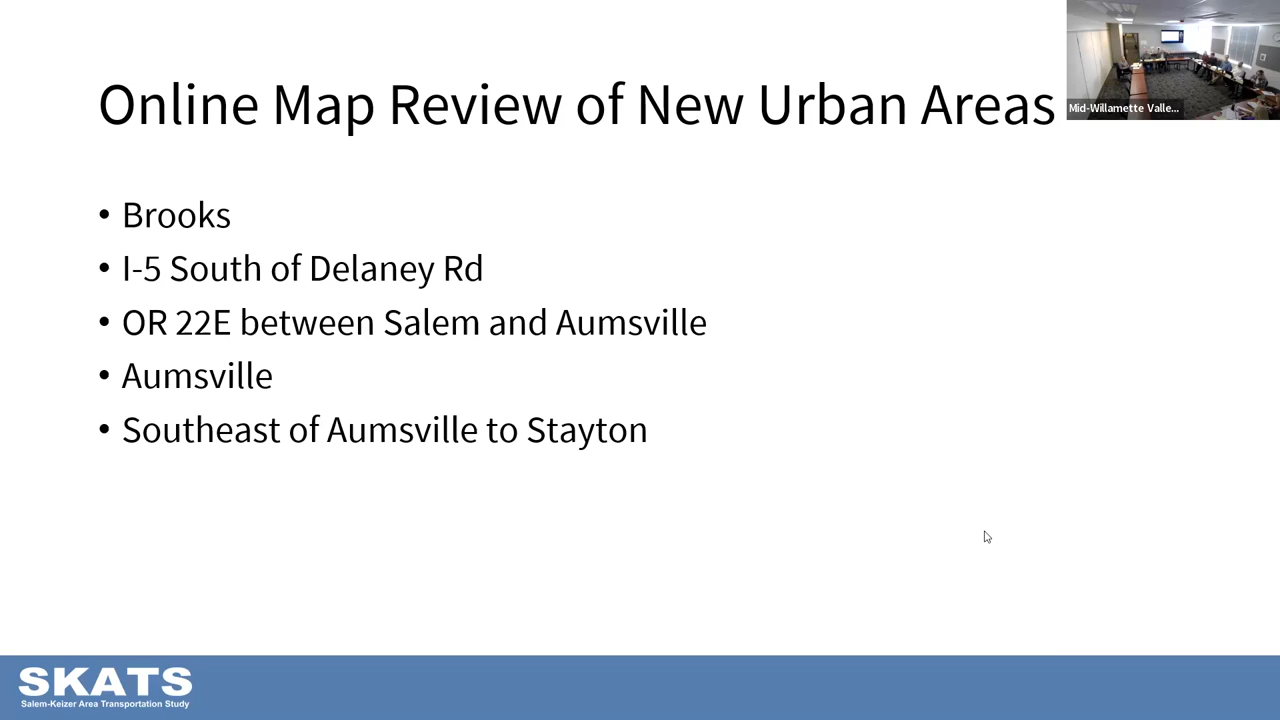 Online Map Review of New Urban Areas
Mid-Willamette Valle...
• Brooks
• I-5 South of Delaney Rd
• OR 22E between Salem and Aumsville
• Aumsville
• Southeast of Aumsville to Stayton
SKATS
Salem-Keizer Area Transportation Study